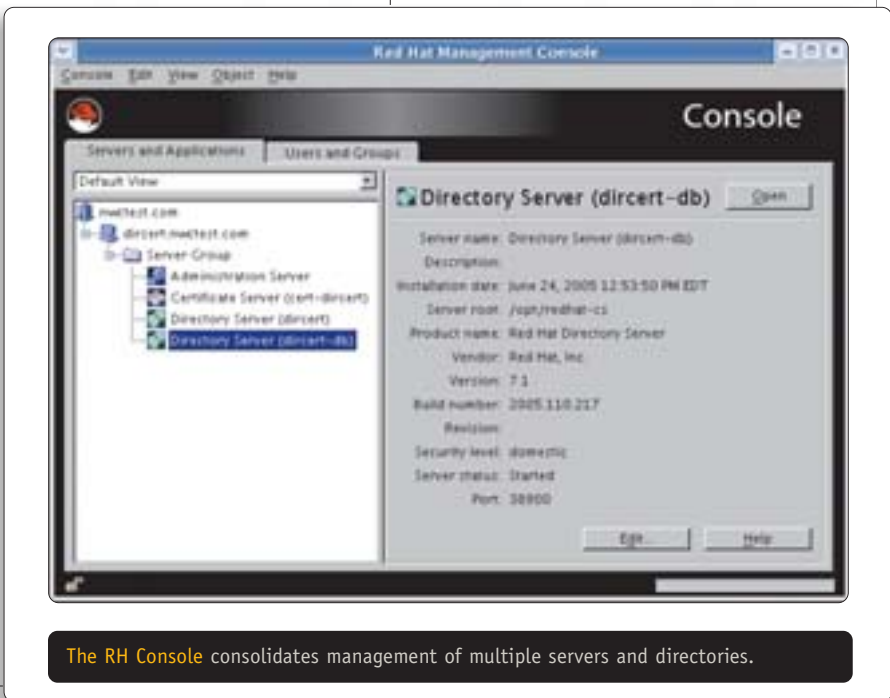 Red Hat Management Console
Console Edit View Object Help
Console
Servers and Applications Users and Groups
Default View
nwctest.com
dircert.nwctest.com
Server Group
Administration Server
Certificate Server (cert-dircert)
Directory Server (dircert)
Directory Server (dircert-db)
Directory Server (dircert-db) Open
Server name: Directory Server (dircert-db)
Description:
Installation date: June 24, 2005 12:53:50 PM EDT
Server root: /opt/redhat-cs
Product name: Red Hat Directory Server
Vendor: Red Hat, Inc.
Version: 7.1
Build number: 2005.110.217
Revision:
Security level: domestic
Server status: Started
Port: 38900
Edit... Help
The RH Console consolidates management of multiple servers and directories.